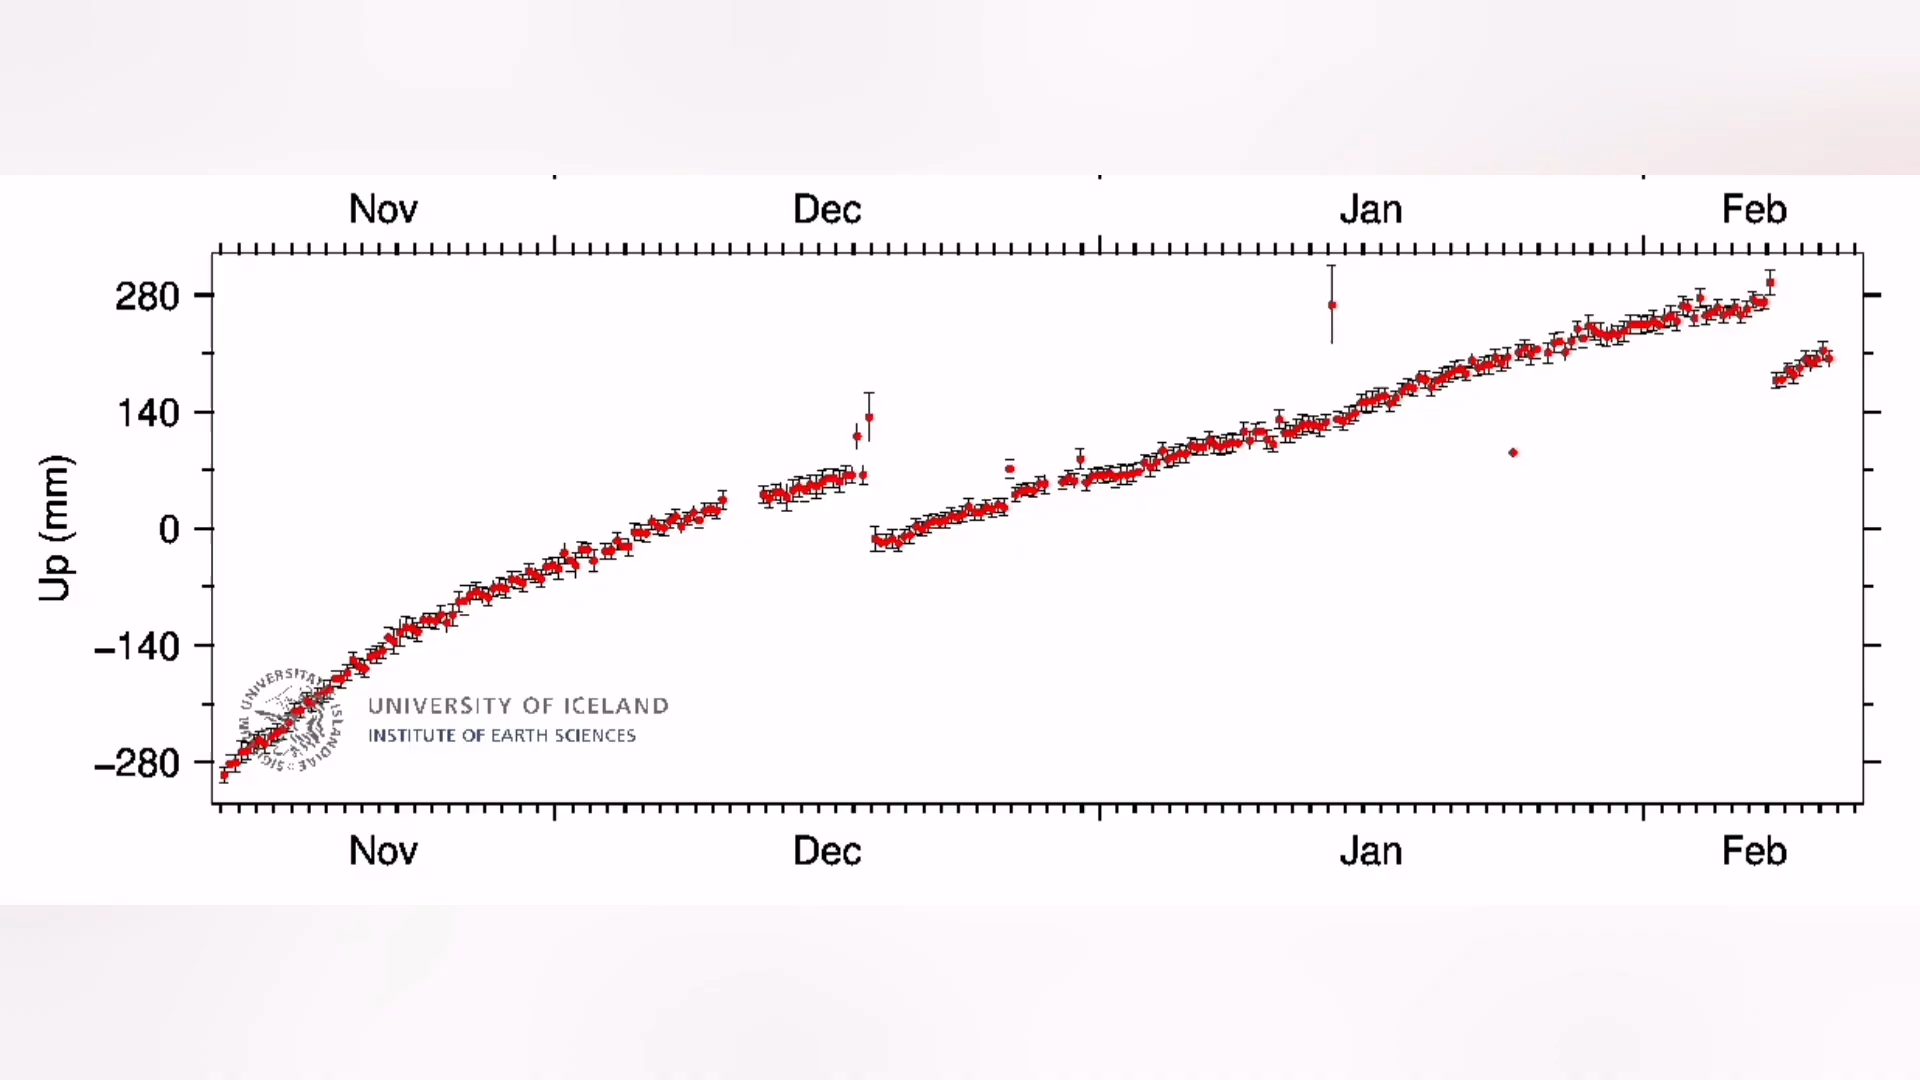 Nov Dec Jan Feb
280
140
0
−140
−280
Up (mm)
UNIVERSITY OF ICELAND
INSTITUTE OF EARTH SCIENCES
Nov Dec Jan Feb